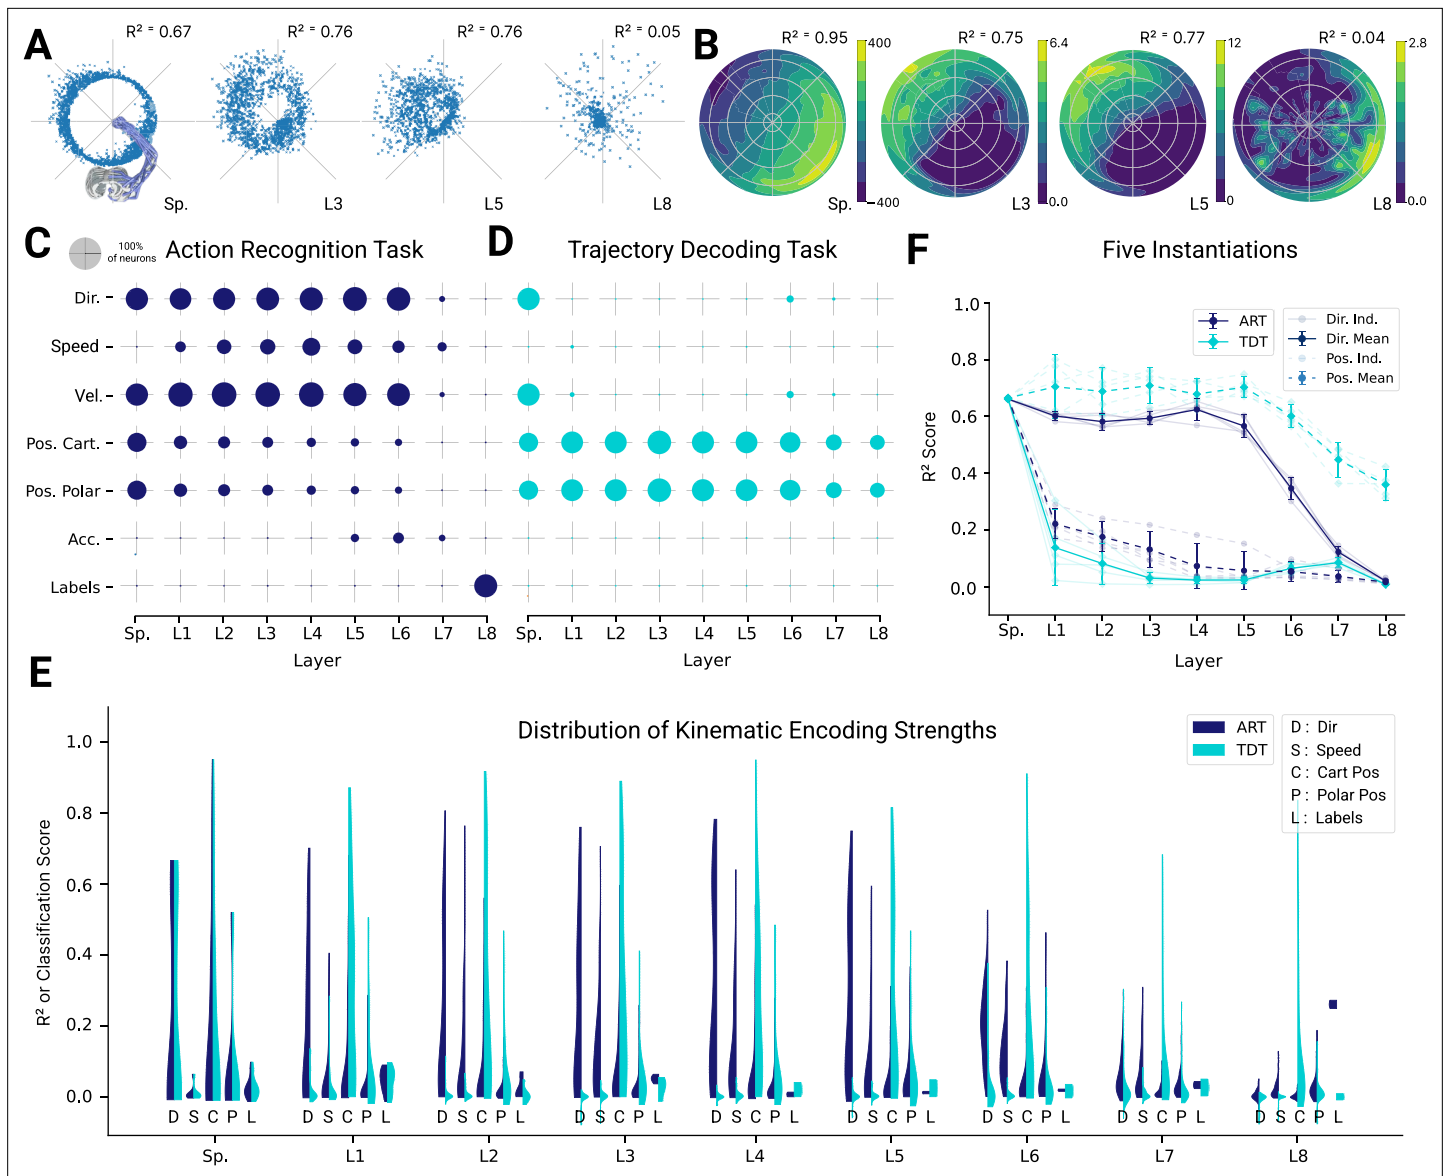 A
R² = 0.67
R² = 0.76
R² = 0.76
R² = 0.05
Sp.
L3
L5
L8
B
R² = 0.95
R² = 0.75
R² = 0.77
R² = 0.04
400
−400
6.4
0.0
12
0
2.8
0.0
Sp.
L3
L5
L8
C
100%
of neurons
Action Recognition Task
Dir.
Speed
Vel.
Pos. Cart.
Pos. Polar
Acc.
Labels
Sp. L1 L2 L3 L4 L5 L6 L7 L8
Layer
D
Trajectory Decoding Task
Sp. L1 L2 L3 L4 L5 L6 L7 L8
Layer
F
Five Instantiations
ART
TDT
Dir. Ind.
Dir. Mean
Pos. Ind.
Pos. Mean
R² Score
1.0
0.8
0.6
0.4
0.2
0.0
Sp. L1 L2 L3 L4 L5 L6 L7 L8
Layer
E
Distribution of Kinematic Encoding Strengths
ART
TDT
D : Dir
S : Speed
C : Cart Pos
P : Polar Pos
L : Labels
R² or Classification Score
1.0
0.8
0.6
0.4
0.2
0.0
D S C P L D S C P L D S C P L D S C P L D S C P L D S C P L D S C P L D S C P L D S C P L
Sp. L1 L2 L3 L4 L5 L6 L7 L8